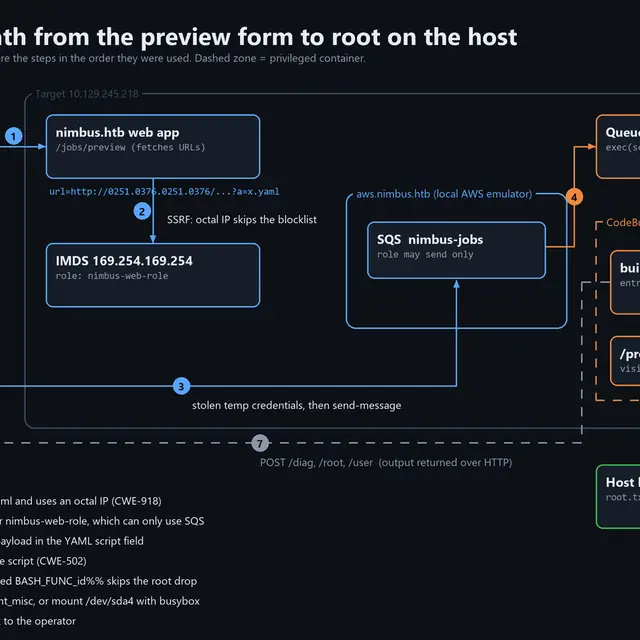 ath from the preview form to root on the host
re the steps in the order they were used. Dashed zone = privileged container.
Target 10.129.245.218
1
nimbus.htb web app
/jobs/preview (fetches URLs)
Queue
exec(sc
url=http://0251.0376.0251.0376/...?a=x.yaml
4
aws.nimbus.htb (local AWS emulator)
2
SSRF: octal IP skips the blocklist
CodeBu
SQS nimbus-jobs
role may send only
IMDS 169.254.169.254
role: nimbus-web-role
bui
entr
/pro
visi
3
stolen temp credentials, then send-message
7
POST /diag, /root, /user (output returned over HTTP)
Host
root.tx
ml and uses an octal IP (CWE-918)
r nimbus-web-role, which can only use SQS
ayload in the YAML script field
e script (CWE-502)
ed BASH_FUNC_id%% skips the root drop
nt_misc, or mount /dev/sda4 with busybox
to the operator